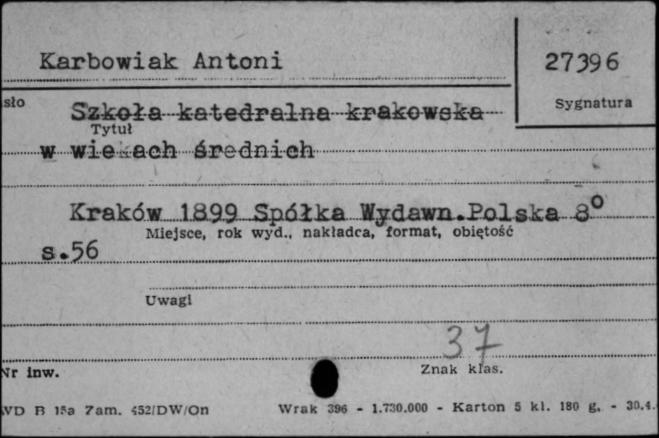 Karbowiak Antoni
27396
sło
Sygnatura
Szkoła katedralna krakowska
Tytuł
w wiekach średnich
Kraków 1899 Spółka Wydawn.Polska 8°
Miejsce, rok wyd., nakładca, format, obiętość
s.56
Uwagi
37
Nr inw.
Znak klas.
WD B 15a Zam. 452/DW/On Wrak 396 - 1.730.000 - Karton 5 kl. 180 g. - 30.4.